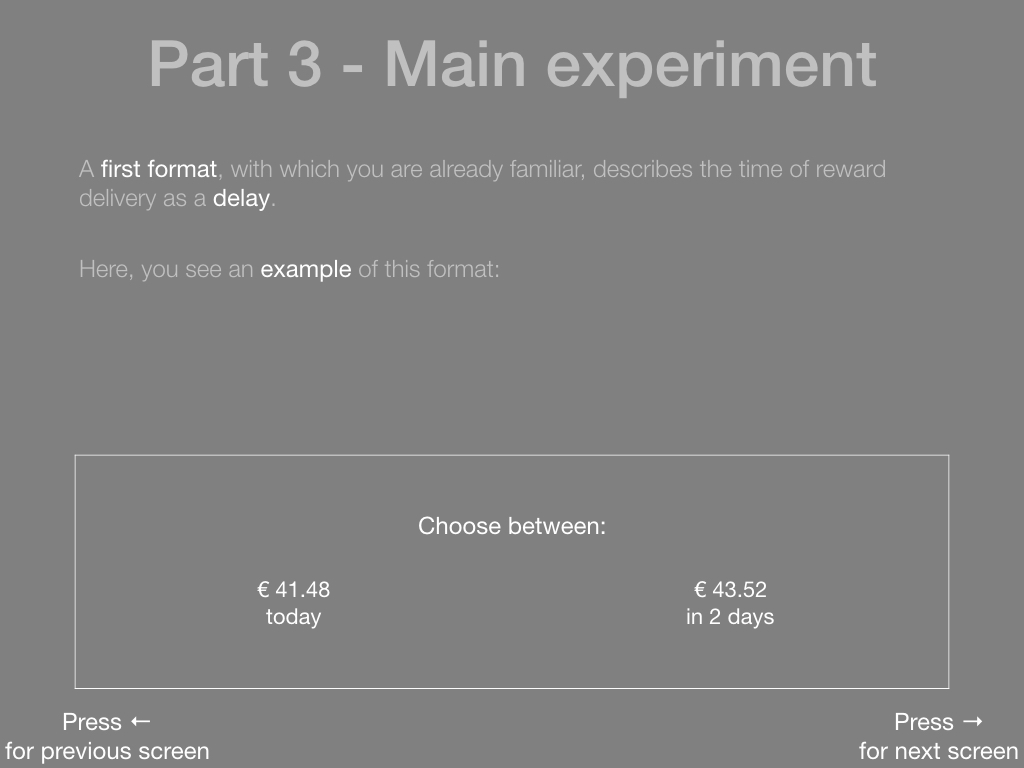 Part 3 - Main experiment
A first format, with which you are already familiar, describes the time of reward
delivery as a delay.
Here, you see an example of this format:
Choose between:
€ 41.48
today
€ 43.52
in 2 days
Press ←
for previous screen
Press →
for next screen